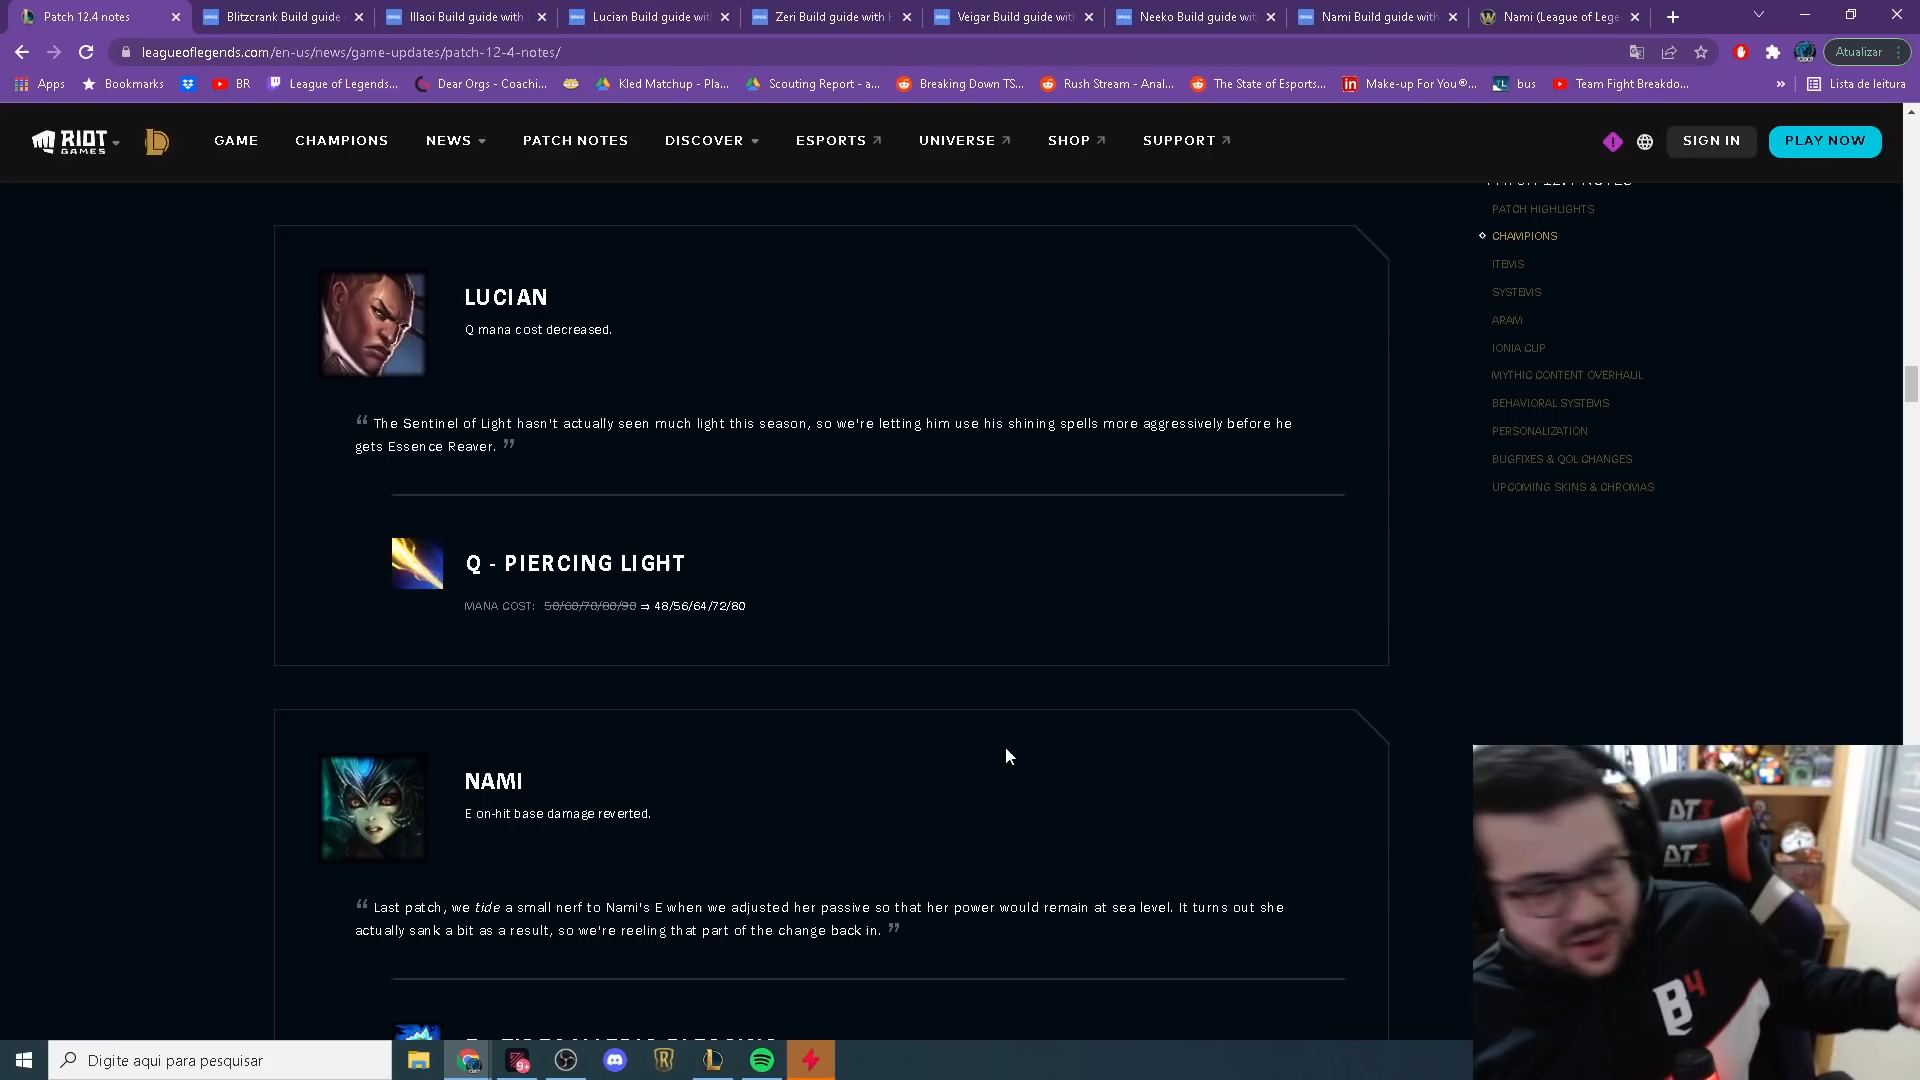 Patch 12.4 notes
Blitzcrank Build guide
Illaoi Build guide with
Lucian Build guide wit
Zeri Build guide with
Veigar Build guide wit
Neeko Build guide wit
Nami Build guide with
Nami (League of Lege
leagueoflegends.com/en-us/news/game-updates/patch-12-4-notes/
Atualizar
Apps
Bookmarks
BR
League of Legends...
Dear Orgs - Coachi...
Kled Matchup - Pla...
Scouting Report - a...
Breaking Down TS...
Rush Stream - Anal...
The State of Esports...
Make-up For You®...
bus
Team Fight Breakdo...
»
Lista de leitura
RIOT GAMES
GAME
CHAMPIONS
NEWS
PATCH NOTES
DISCOVER
ESPORTS
UNIVERSE
SHOP
SUPPORT
SIGN IN
PLAY NOW
PATCH 12.4 NOTES
PATCH HIGHLIGHTS
CHAMPIONS
ITEMS
SYSTEMS
ARAM
IONIA CUP
MYTHIC CONTENT OVERHAUL
BEHAVIORAL SYSTEMS
PERSONALIZATION
BUGFIXES & QOL CHANGES
UPCOMING SKINS & CHROMAS
LUCIAN
Q mana cost decreased.
“ The Sentinel of Light hasn't actually seen much light this season, so we're letting him use his shining spells more aggressively before he
gets Essence Reaver. ”
Q - PIERCING LIGHT
MANA COST: 50/60/70/80/90 ⇒ 48/56/64/72/80
NAMI
E on-hit base damage reverted.
“ Last patch, we tide a small nerf to Nami's E when we adjusted her passive so that her power would remain at sea level. It turns out she
actually sank a bit as a result, so we're reeling that part of the change back in. ”
DT3
DT3
B4
Digite aqui para pesquisar
9+